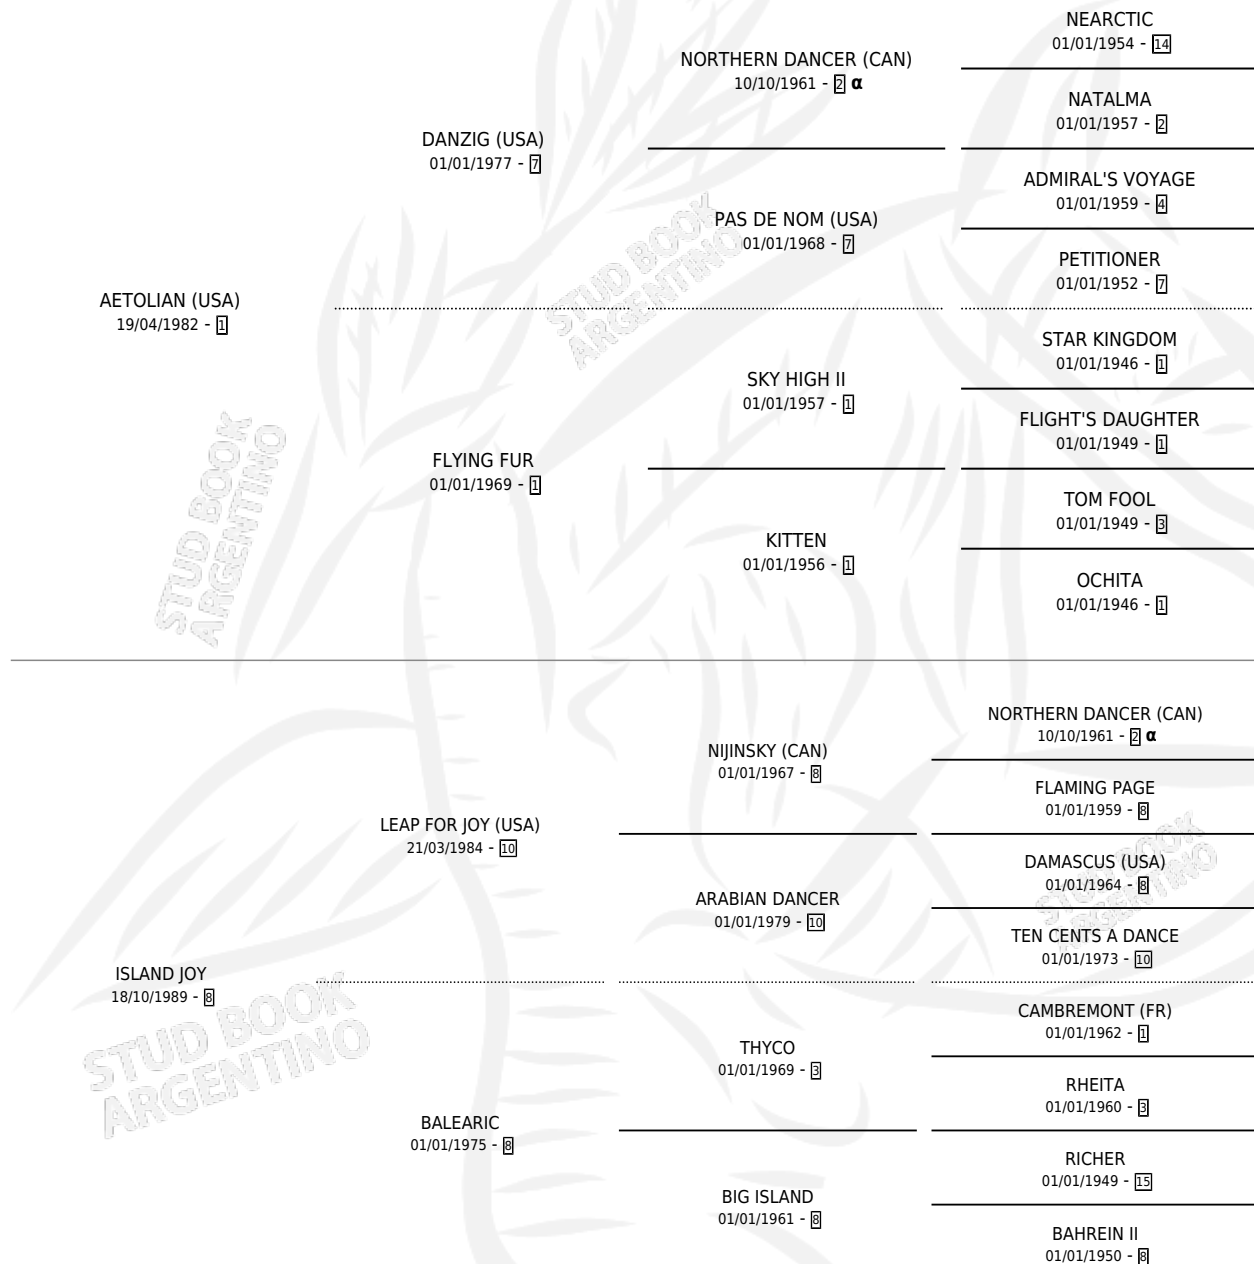 NEARCTIC
01/01/1954 - 14
NORTHERN DANCER (CAN)
10/10/1961 - 2 α
NATALMA
01/01/1957 - 2
DANZIG (USA)
01/01/1977 - 7
ADMIRAL'S VOYAGE
01/01/1959 - 4
PAS DE NOM (USA)
01/01/1968 - 7
PETITIONER
01/01/1952 - 7
AETOLIAN (USA)
19/04/1982 - 1
STAR KINGDOM
01/01/1946 - 1
SKY HIGH II
01/01/1957 - 1
FLIGHT'S DAUGHTER
01/01/1949 - 1
FLYING FUR
01/01/1969 - 1
TOM FOOL
01/01/1949 - 3
KITTEN
01/01/1956 - 1
OCHITA
01/01/1946 - 1
NORTHERN DANCER (CAN)
10/10/1961 - 2 α
NIJINSKY (CAN)
01/01/1967 - 8
FLAMING PAGE
01/01/1959 - 8
LEAP FOR JOY (USA)
21/03/1984 - 10
DAMASCUS (USA)
01/01/1964 - 8
ARABIAN DANCER
01/01/1979 - 10
TEN CENTS A DANCE
01/01/1973 - 10
ISLAND JOY
18/10/1989 - 8
CAMBREMONT (FR)
01/01/1962 - 1
THYCO
01/01/1969 - 3
RHEITA
01/01/1960 - 3
BALEARIC
01/01/1975 - 8
RICHER
01/01/1949 - 15
BIG ISLAND
01/01/1961 - 8
BAHREIN II
01/01/1950 - 8
STUD BOOK
ARGENTINO
STUD BOOK
ARGENTINO
STUD BOOK
ARGENTINO
STUD BOOK
ARGENTINO